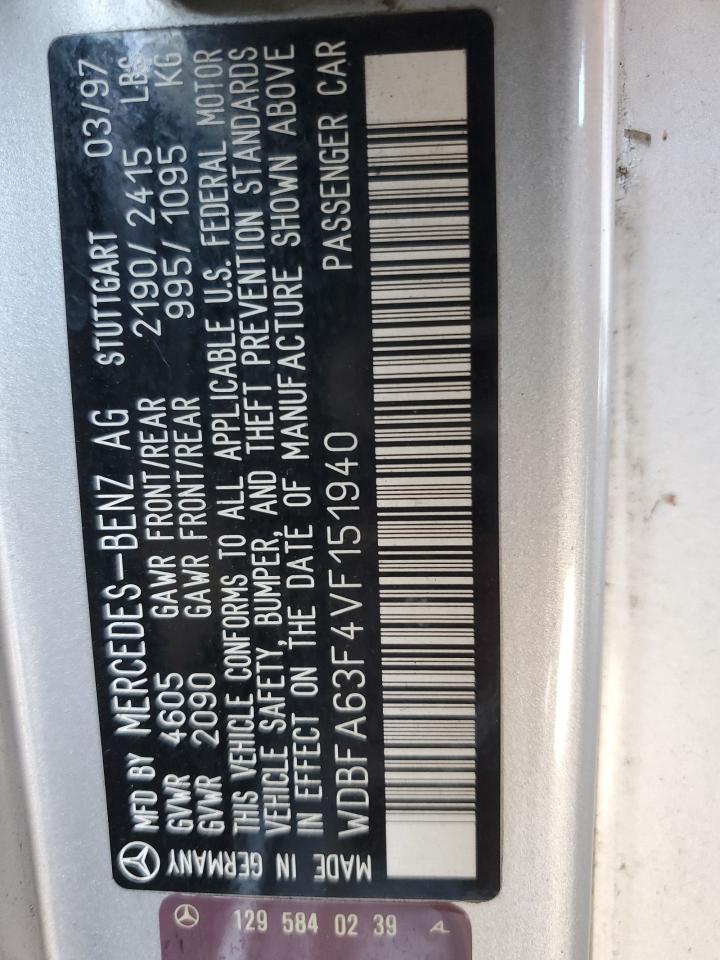 MFD BY MERCEDES-BENZ AG STUTTGART 03/97
GVWR 4605 GAWR FRONT/REAR 2190/2415 LBS
GVWR 2090 GAWR FRONT/REAR 995/1095 KG
THIS VEHICLE CONFORMS TO ALL APPLICABLE U.S. FEDERAL MOTOR
VEHICLE SAFETY, BUMPER, AND THEFT PREVENTION STANDARDS
IN EFFECT ON THE DATE OF MANUFACTURE SHOWN ABOVE
WDBFA63F4VF151940 PASSENGER CAR
MADE IN GERMANY
129 584 02 39 A